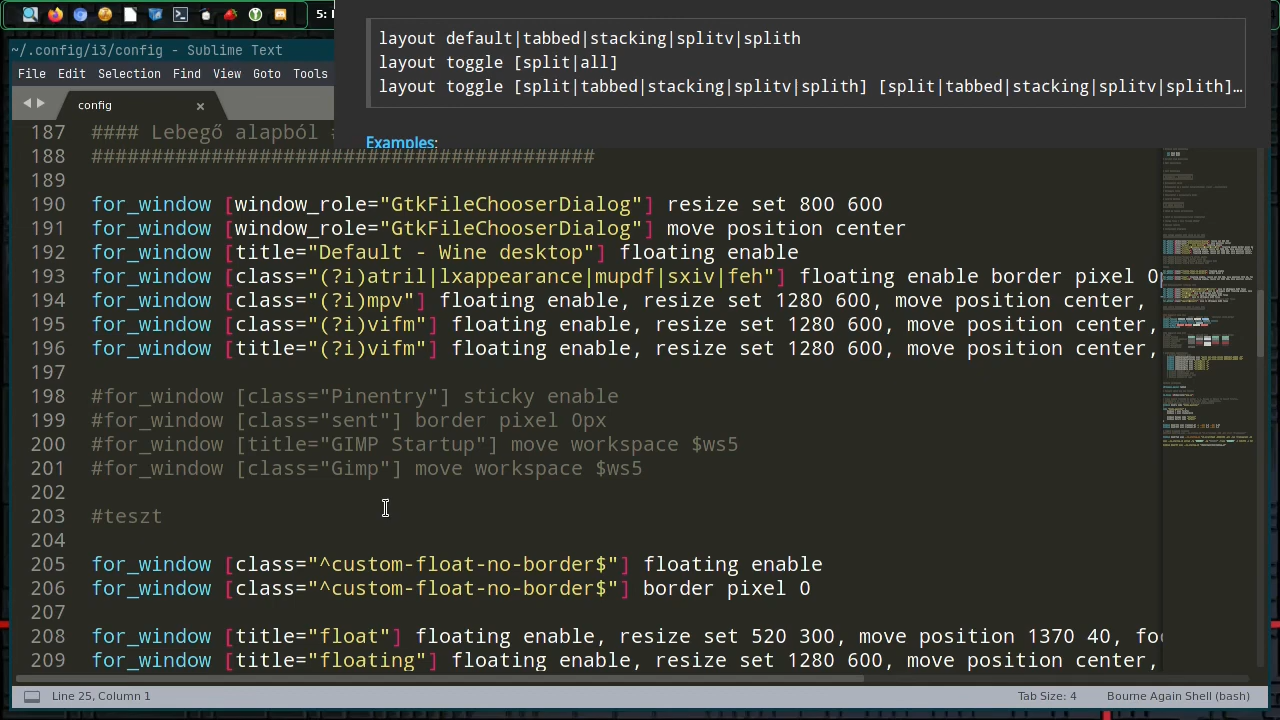 5:
~/.config/i3/config - Sublime Text
File Edit Selection Find View Goto Tools
config
layout default|tabbed|stacking|splitv|splith
layout toggle [split|all]
layout toggle [split|tabbed|stacking|splitv|splith] [split|tabbed|stacking|splitv|splith]…
Examples:
187 #### Lebegő alapból #
188 ##########################################
189
190 for_window [window_role="GtkFileChooserDialog"] resize set 800 600
191 for_window [window_role="GtkFileChooserDialog"] move position center
192 for_window [title="Default - Wine desktop"] floating enable
193 for_window [class="(?i)atril|lxappearance|mupdf|sxiv|feh"] floating enable border pixel 0
194 for_window [class="(?i)mpv"] floating enable, resize set 1280 600, move position center,
195 for_window [class="(?i)vifm"] floating enable, resize set 1280 600, move position center,
196 for_window [title="(?i)vifm"] floating enable, resize set 1280 600, move position center,
197
198 #for_window [class="Pinentry"] sticky enable
199 #for_window [class="sent"] border pixel 0px
200 #for_window [title="GIMP Startup"] move workspace $ws5
201 #for_window [class="Gimp"] move workspace $ws5
202
203 #teszt
204
205 for_window [class="^custom-float-no-border$"] floating enable
206 for_window [class="^custom-float-no-border$"] border pixel 0
207
208 for_window [title="float"] floating enable, resize set 520 300, move position 1370 40, fo
209 for_window [title="floating"] floating enable, resize set 1280 600, move position center,
Line 25, Column 1
Tab Size: 4
Bourne Again Shell (bash)